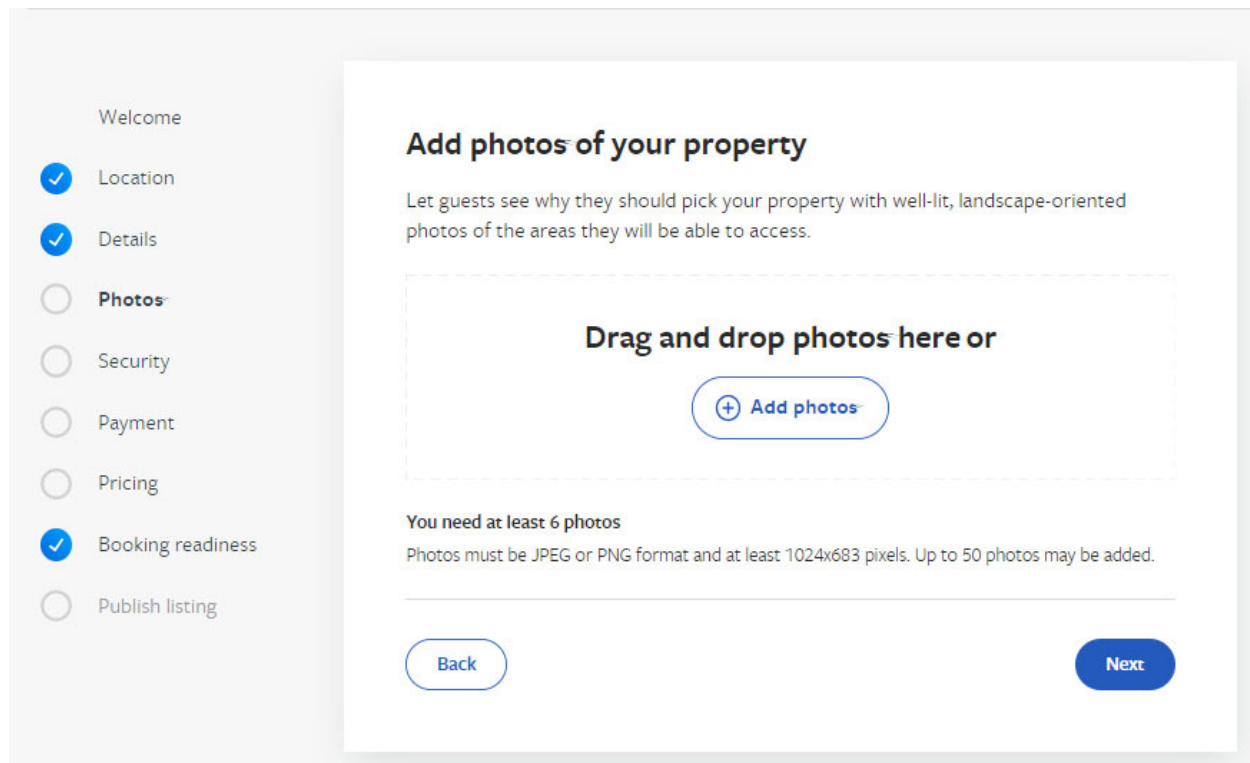 Welcome
Location
Details
Photos
Security
Payment
Pricing
Booking readiness
Publish listing
Add photos of your property
Let guests see why they should pick your property with well-lit, landscape-oriented
photos of the areas they will be able to access.
Drag and drop photos here or
Add photos
You need at least 6 photos
Photos must be JPEG or PNG format and at least 1024x683 pixels. Up to 50 photos may be added.
Back
Next